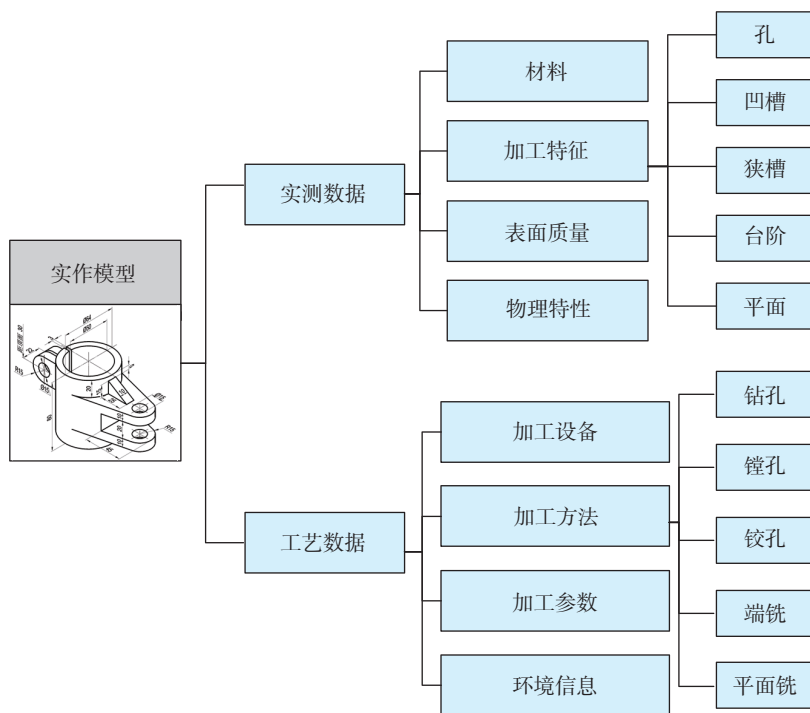 实作模型
实测数据
材料
加工特征
孔
凹槽
狭槽
台阶
平面
表面质量
物理特性
工艺数据
加工设备
加工方法
钻孔
镗孔
铰孔
端铣
平面铣
加工参数
环境信息